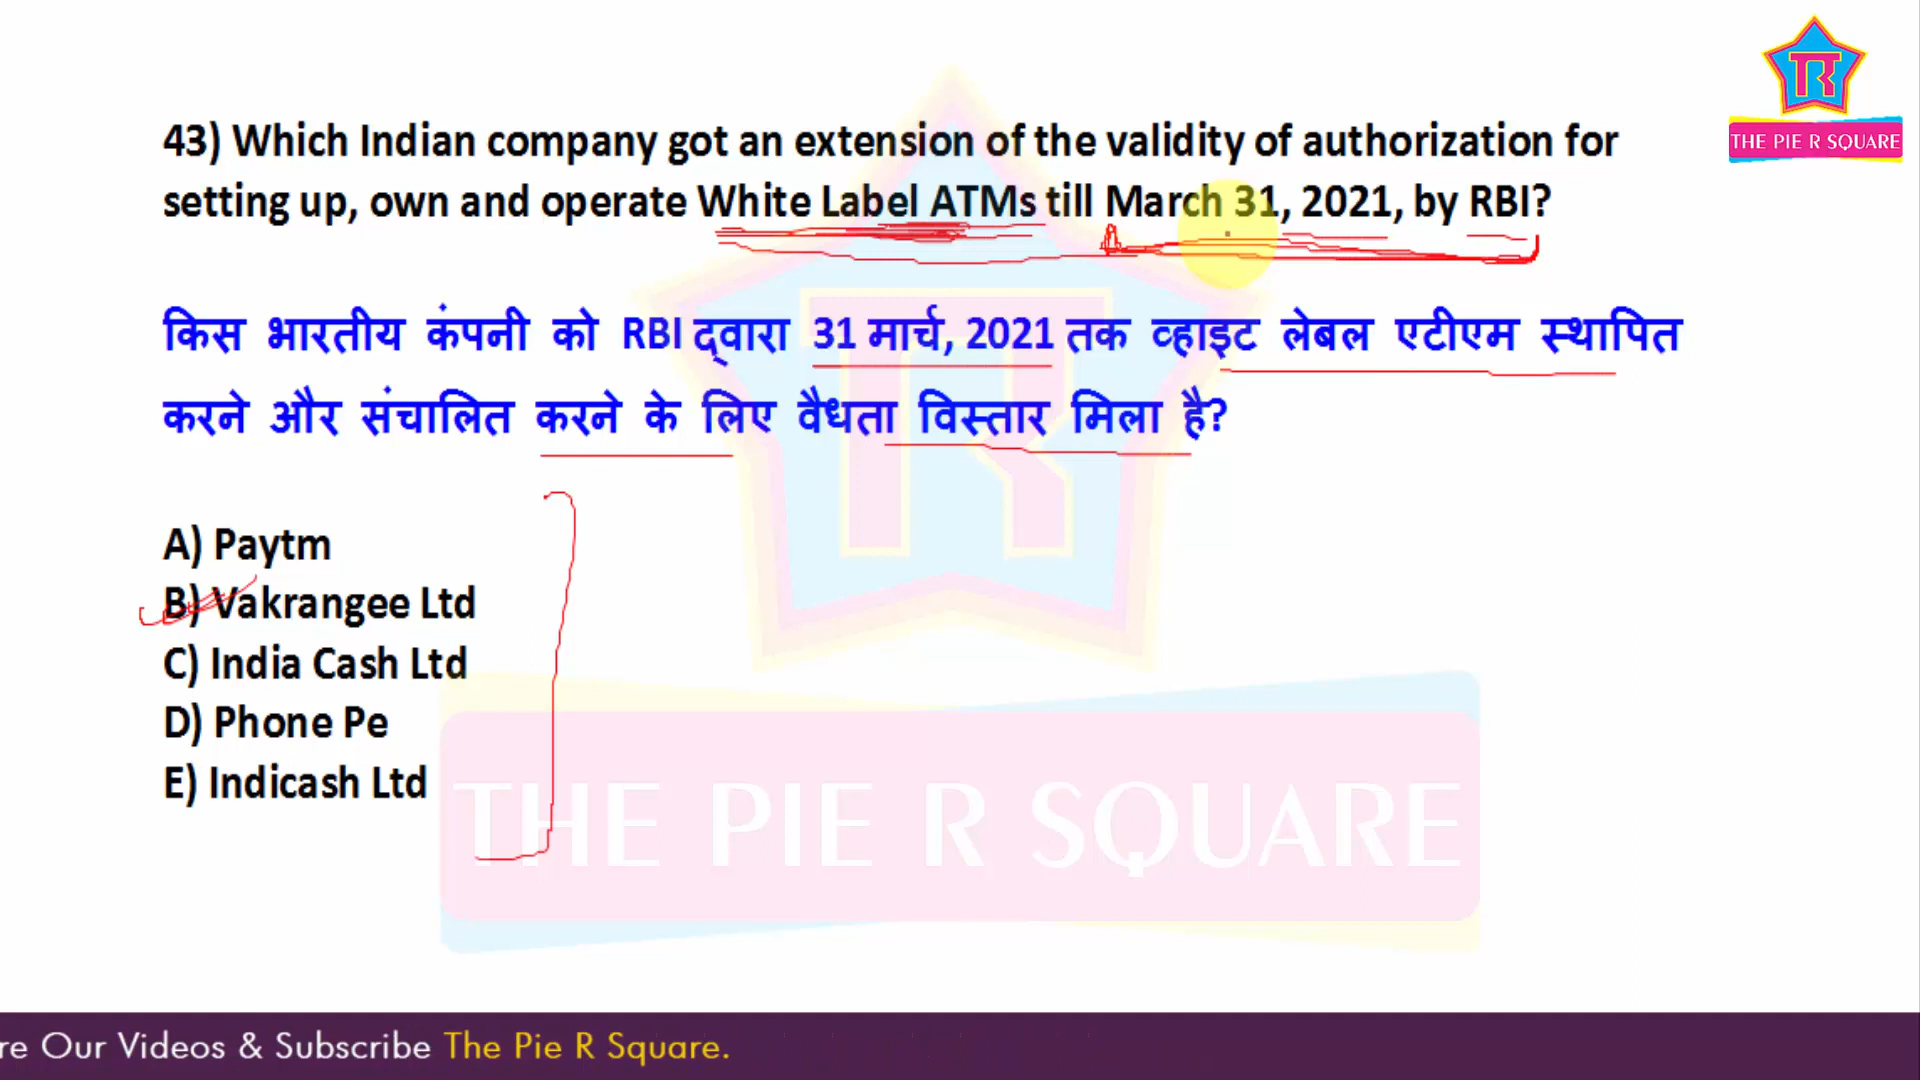 THE PIE R SQUARE
43) Which Indian company got an extension of the validity of authorization for
setting up, own and operate White Label ATMs till March 31, 2021, by RBI?
किस भारतीय कंपनी को RBI द्वारा 31 मार्च, 2021 तक व्हाइट लेबल एटीएम स्थापित
करने और संचालित करने के लिए वैधता विस्तार मिला है?
A) Paytm
B) Vakrangee Ltd
C) India Cash Ltd
D) Phone Pe
E) Indicash Ltd
THE PIE R SQUARE
re Our Videos & Subscribe The Pie R Square.